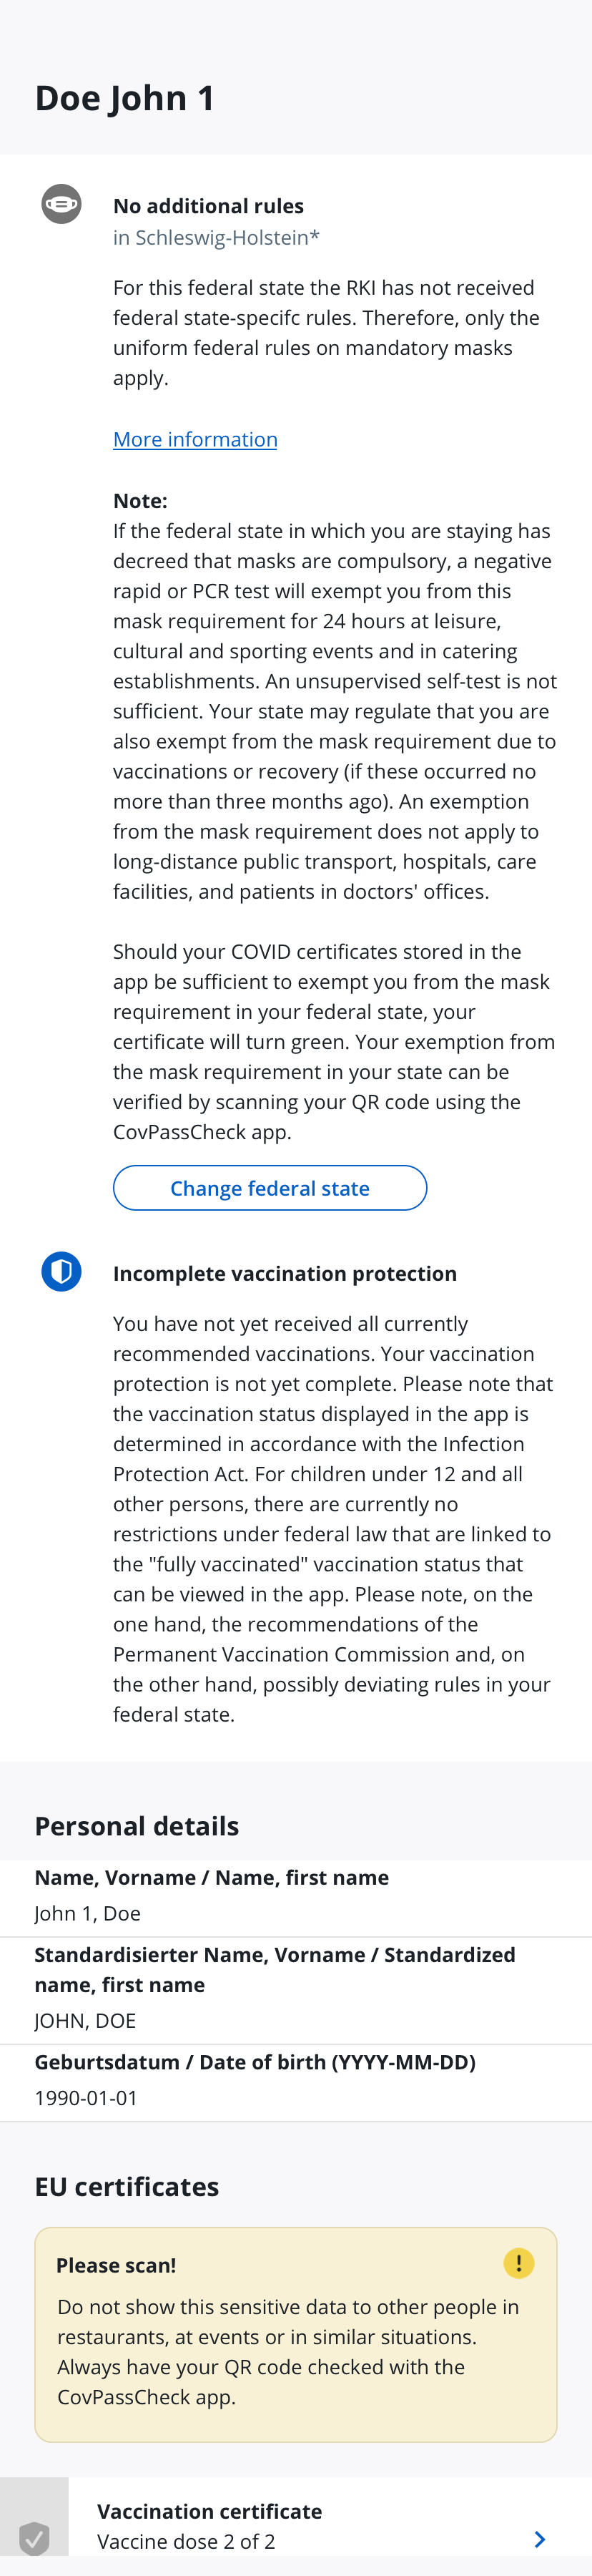 Doe John 1
No additional rules
in Schleswig-Holstein*
For this federal state the RKI has not received
federal state-specifc rules. Therefore, only the
uniform federal rules on mandatory masks
apply.
More information
Note:
If the federal state in which you are staying has
decreed that masks are compulsory, a negative
rapid or PCR test will exempt you from this
mask requirement for 24 hours at leisure,
cultural and sporting events and in catering
establishments. An unsupervised self-test is not
sufficient. Your state may regulate that you are
also exempt from the mask requirement due to
vaccinations or recovery (if these occurred no
more than three months ago). An exemption
from the mask requirement does not apply to
long-distance public transport, hospitals, care
facilities, and patients in doctors' offices.
Should your COVID certificates stored in the
app be sufficient to exempt you from the mask
requirement in your federal state, your
certificate will turn green. Your exemption from
the mask requirement in your state can be
verified by scanning your QR code using the
CovPassCheck app.
Change federal state
Incomplete vaccination protection
You have not yet received all currently
recommended vaccinations. Your vaccination
protection is not yet complete. Please note that
the vaccination status displayed in the app is
determined in accordance with the Infection
Protection Act. For children under 12 and all
other persons, there are currently no
restrictions under federal law that are linked to
the "fully vaccinated" vaccination status that
can be viewed in the app. Please note, on the
one hand, the recommendations of the
Permanent Vaccination Commission and, on
the other hand, possibly deviating rules in your
federal state.
Personal details
Name, Vorname / Name, first name
John 1, Doe
Standardisierter Name, Vorname / Standardized
name, first name
JOHN, DOE
Geburtsdatum / Date of birth (YYYY-MM-DD)
1990-01-01
EU certificates
Please scan!
Do not show this sensitive data to other people in
restaurants, at events or in similar situations.
Always have your QR code checked with the
CovPassCheck app.
Vaccination certificate
Vaccine dose 2 of 2